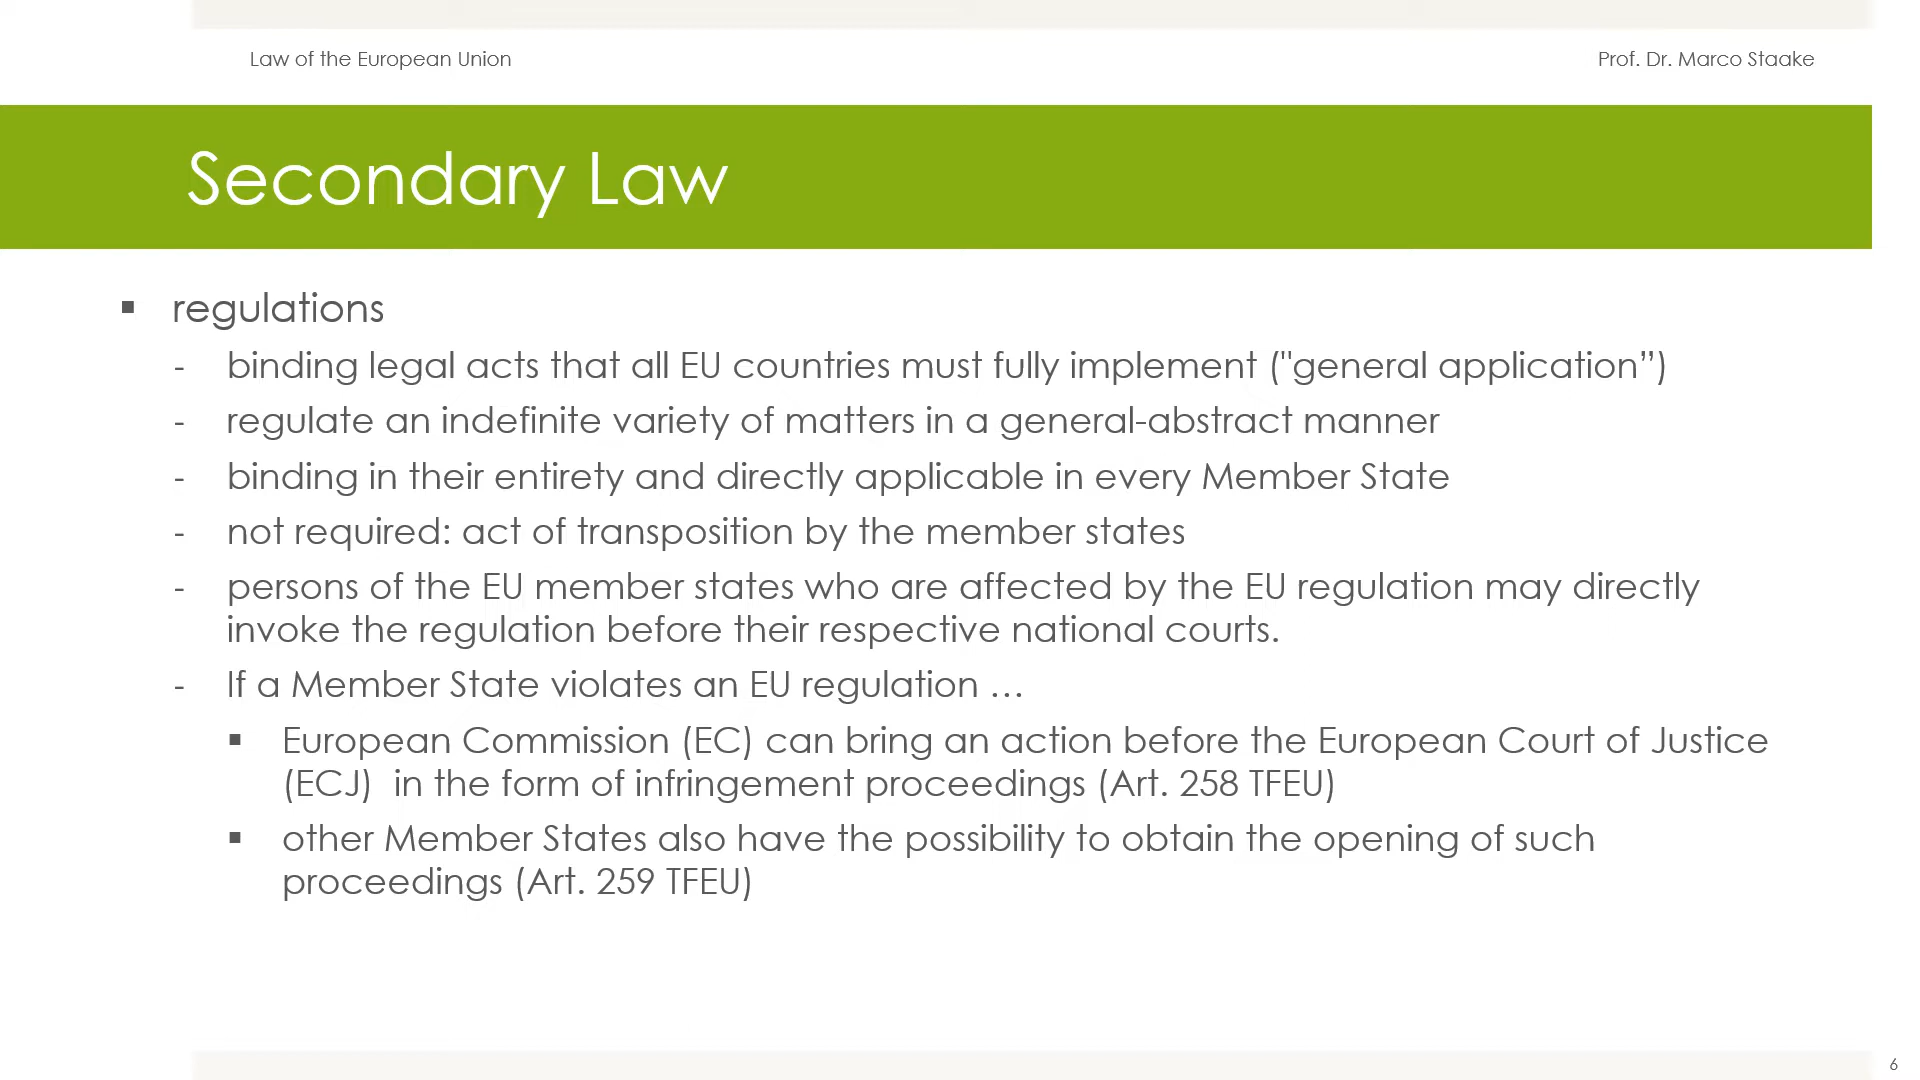 Law of the European Union
Prof. Dr. Marco Staake
Secondary Law
▪ regulations
- binding legal acts that all EU countries must fully implement ("general application”)
- regulate an indefinite variety of matters in a general-abstract manner
- binding in their entirety and directly applicable in every Member State
- not required: act of transposition by the member states
- persons of the EU member states who are affected by the EU regulation may directly
invoke the regulation before their respective national courts.
- If a Member State violates an EU regulation …
▪ European Commission (EC) can bring an action before the European Court of Justice
(ECJ)  in the form of infringement proceedings (Art. 258 TFEU)
▪ other Member States also have the possibility to obtain the opening of such
proceedings (Art. 259 TFEU)
6